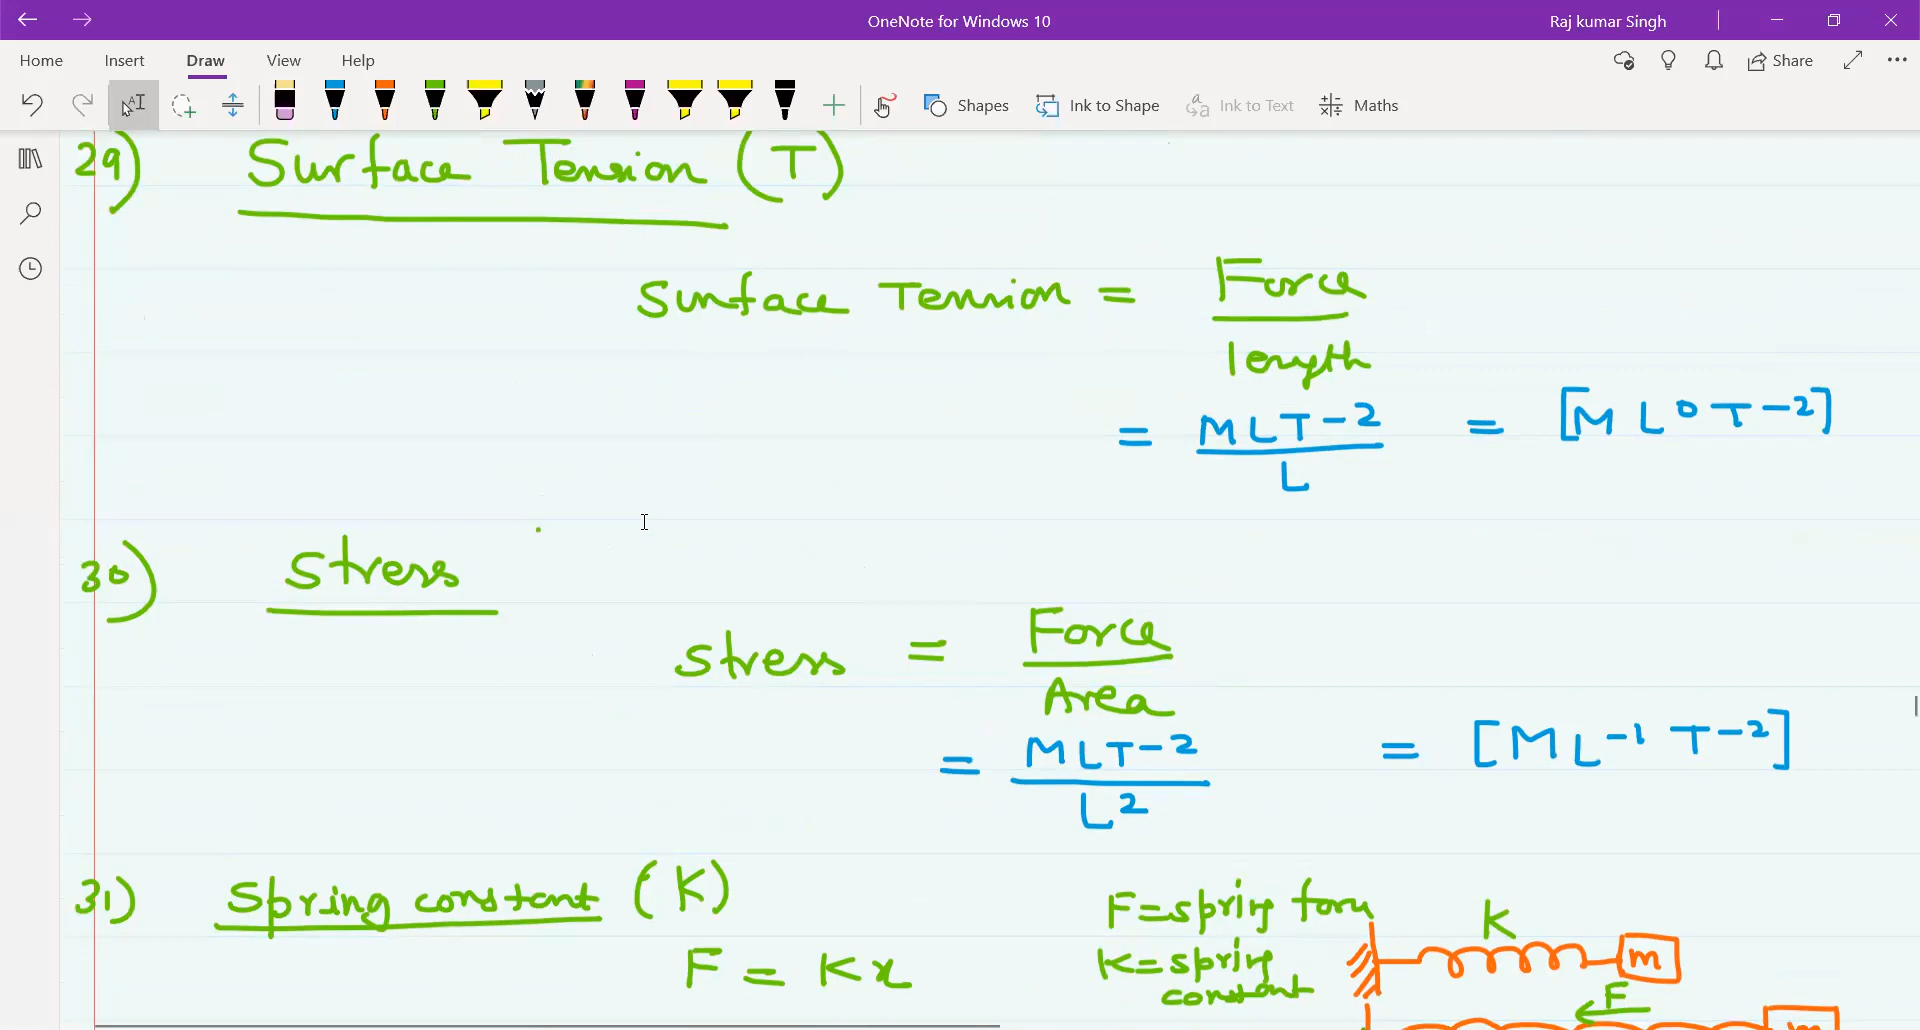 OneNote for Windows 10
Raj kumar Singh
Home Insert Draw View Help
Share
Shapes Ink to Shape Ink to Text Maths
29) Surface Tension (T)
Surface Tension = Force / length
= MLT-2 / L = [M L⁰ T-2]
30) Stress
stress = Force / Area
= MLT-2 / L² = [M L-1 T-2]
31) Spring constant (K)
F = Kx
F=spring force
K=spring constant
K
m
F
m